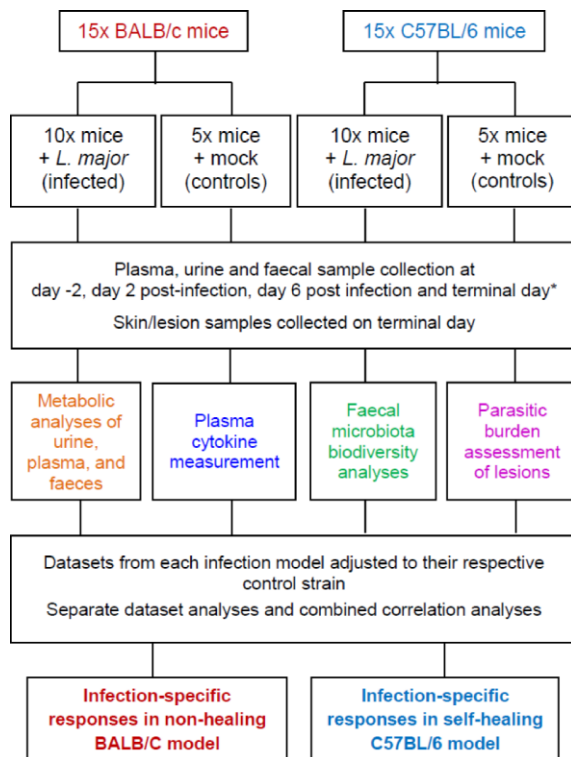 15x BALB/c mice
15x C57BL/6 mice
10x mice
+ L. major
(infected)
5x mice
+ mock
(controls)
10x mice
+ L. major
(infected)
5x mice
+ mock
(controls)
Plasma, urine and faecal sample collection at
day -2, day 2 post-infection, day 6 post infection and terminal day*
Skin/lesion samples collected on terminal day
Metabolic
analyses of
urine,
plasma, and
faeces
Plasma
cytokine
measurement
Faecal
microbiota
biodiversity
analyses
Parasitic
burden
assessment
of lesions
Datasets from each infection model adjusted to their respective
control strain
Separate dataset analyses and combined correlation analyses
Infection-specific
responses in non-healing
BALB/C model
Infection-specific
responses in self-healing
C57BL/6 model